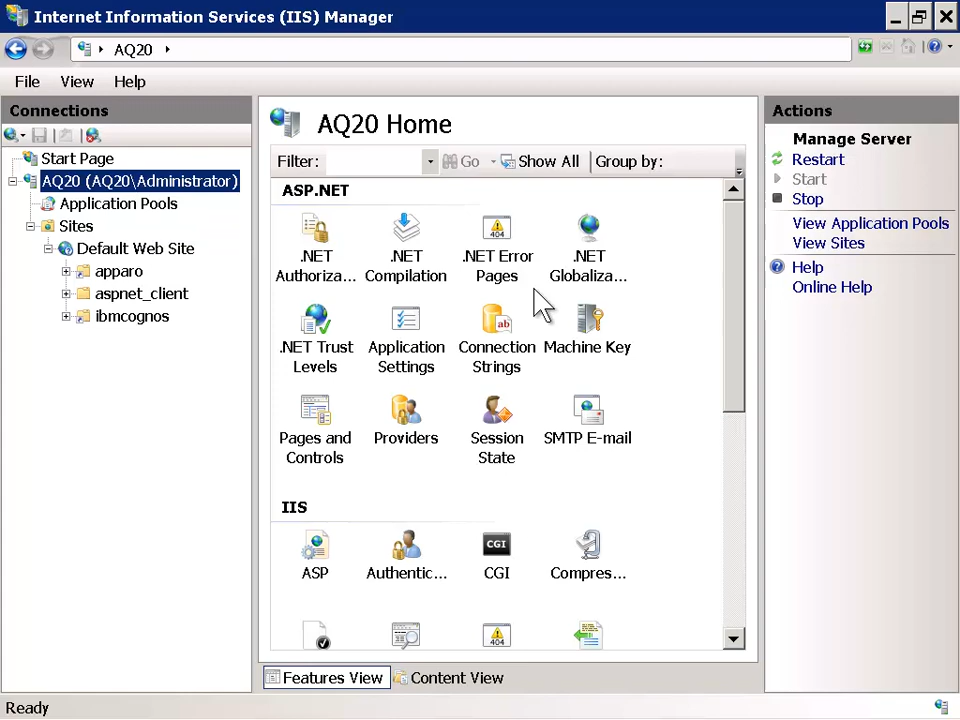 Internet Information Services (IIS) Manager
AQ20
File View Help
Connections
Start Page
AQ20 (AQ20\Administrator)
Application Pools
Sites
Default Web Site
apparo
aspnet_client
ibmcognos
AQ20 Home
Filter: Go Show All Group by:
ASP.NET
.NET Authoriza...
.NET Compilation
404
.NET Error Pages
.NET Globaliza...
.NET Trust Levels
Application Settings
ab
Connection Strings
Machine Key
Pages and Controls
Providers
Session State
SMTP E-mail
IIS
ASP
Authentic...
CGI
CGI
Compres...
404
Features View
Content View
Actions
Manage Server
Restart
Start
Stop
View Application Pools
View Sites
Help
Online Help
Ready